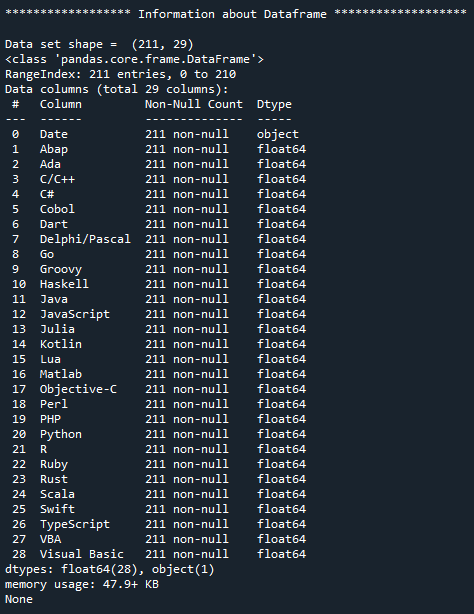 ****************** Information about Dataframe *******************
Data set shape =  (211, 29)
<class 'pandas.core.frame.DataFrame'>
RangeIndex: 211 entries, 0 to 210
Data columns (total 29 columns):
 #   Column         Non-Null Count  Dtype
---  ------         --------------  -----
 0   Date           211 non-null    object
 1   Abap           211 non-null    float64
 2   Ada            211 non-null    float64
 3   C/C++          211 non-null    float64
 4   C#             211 non-null    float64
 5   Cobol          211 non-null    float64
 6   Dart           211 non-null    float64
 7   Delphi/Pascal  211 non-null    float64
 8   Go             211 non-null    float64
 9   Groovy         211 non-null    float64
 10  Haskell        211 non-null    float64
 11  Java           211 non-null    float64
 12  JavaScript     211 non-null    float64
 13  Julia          211 non-null    float64
 14  Kotlin         211 non-null    float64
 15  Lua            211 non-null    float64
 16  Matlab         211 non-null    float64
 17  Objective-C    211 non-null    float64
 18  Perl           211 non-null    float64
 19  PHP            211 non-null    float64
 20  Python         211 non-null    float64
 21  R              211 non-null    float64
 22  Ruby           211 non-null    float64
 23  Rust           211 non-null    float64
 24  Scala          211 non-null    float64
 25  Swift          211 non-null    float64
 26  TypeScript     211 non-null    float64
 27  VBA            211 non-null    float64
 28  Visual Basic   211 non-null    float64
dtypes: float64(28), object(1)
memory usage: 47.9+ KB
None